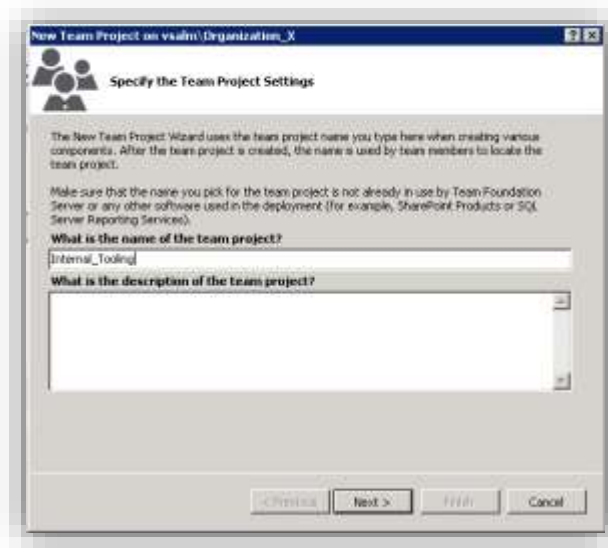 New Team Project on vsalm\Organization_X
Specify the Team Project Settings
The New Team Project Wizard uses the team project name you type here when creating various
components. After the team project is created, the name is used by team members to locate the
team project.
Make sure that the name you pick for the team project is not already in use by Team Foundation
Server or any other software used in the deployment (for example, SharePoint Products or SQL
Server Reporting Services).
What is the name of the team project?
Internal_Tooling
What is the description of the team project?
< Previous Next > Finish Cancel